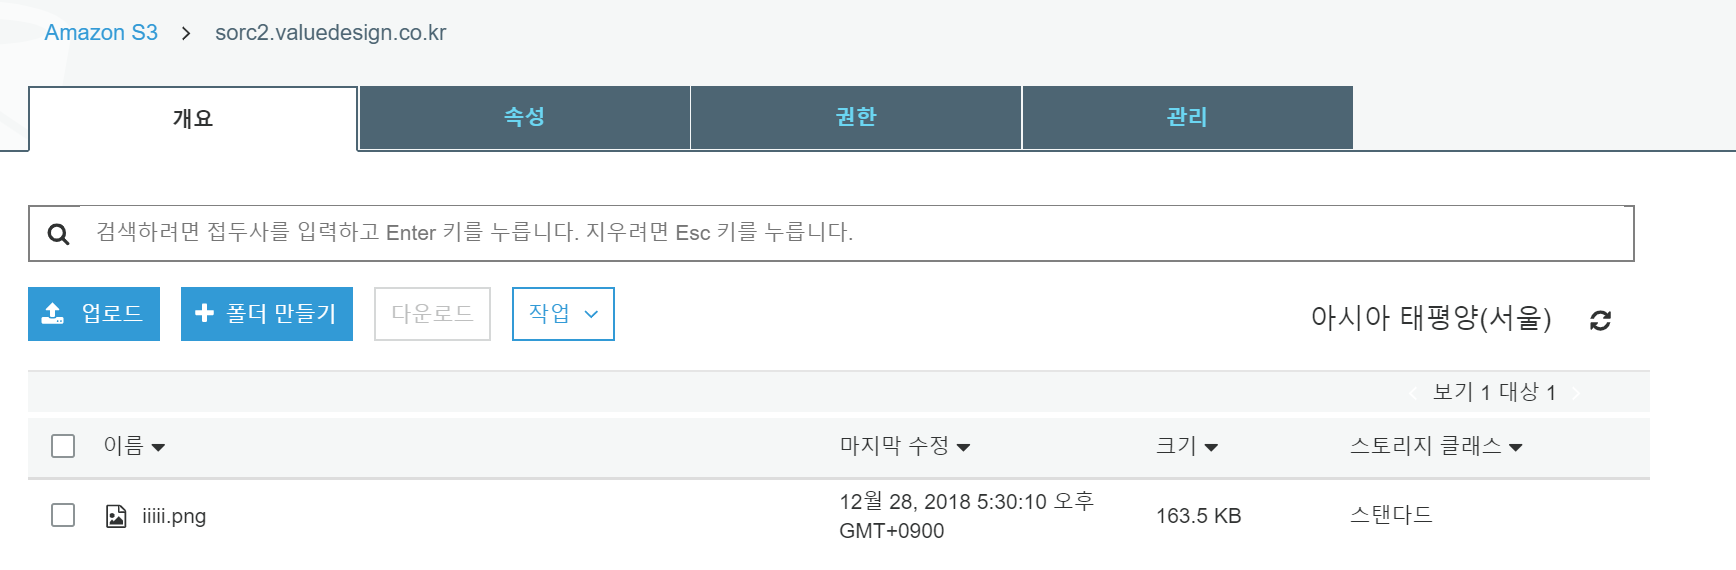 Amazon S3 > sorc2.valuedesign.co.kr
개요 속성 권한 관리
검색하려면 접두사를 입력하고 Enter 키를 누릅니다. 지우려면 Esc 키를 누릅니다.
업로드 + 폴더 만들기 다운로드 작업 아시아 태평양(서울)
보기 1 대상 1
이름 마지막 수정 크기 스토리지 클래스
iiiii.png 12월 28, 2018 5:30:10 오후 163.5 KB 스탠다드
GMT+0900